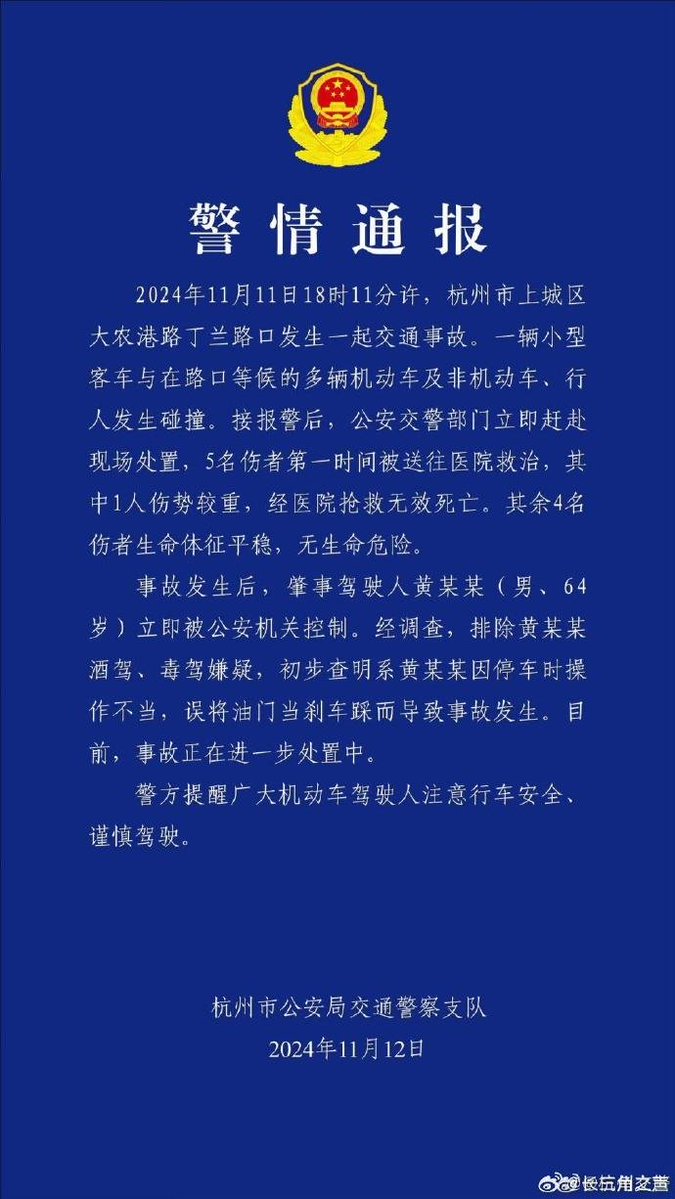 警情通报
2024年11月11日18时11分许，杭州市上城区
大农港路丁兰路口发生一起交通事故。一辆小型
客车与在路口等候的多辆机动车及非机动车、行
人发生碰撞。接报警后，公安交警部门立即赶赴
现场处置，5名伤者第一时间被送往医院救治，其
中1人伤势较重，经医院抢救无效死亡。其余4名
伤者生命体征平稳，无生命危险。
事故发生后，肇事驾驶人黄某某（男、64
岁）立即被公安机关控制。经调查，排除黄某某
酒驾、毒驾嫌疑，初步查明系黄某某因停车时操
作不当，误将油门当刹车踩而导致事故发生。目
前，事故正在进一步处置中。
警方提醒广大机动车驾驶人注意行车安全、
谨慎驾驶。
杭州市公安局交通警察支队
2024年11月12日
@长三角之声